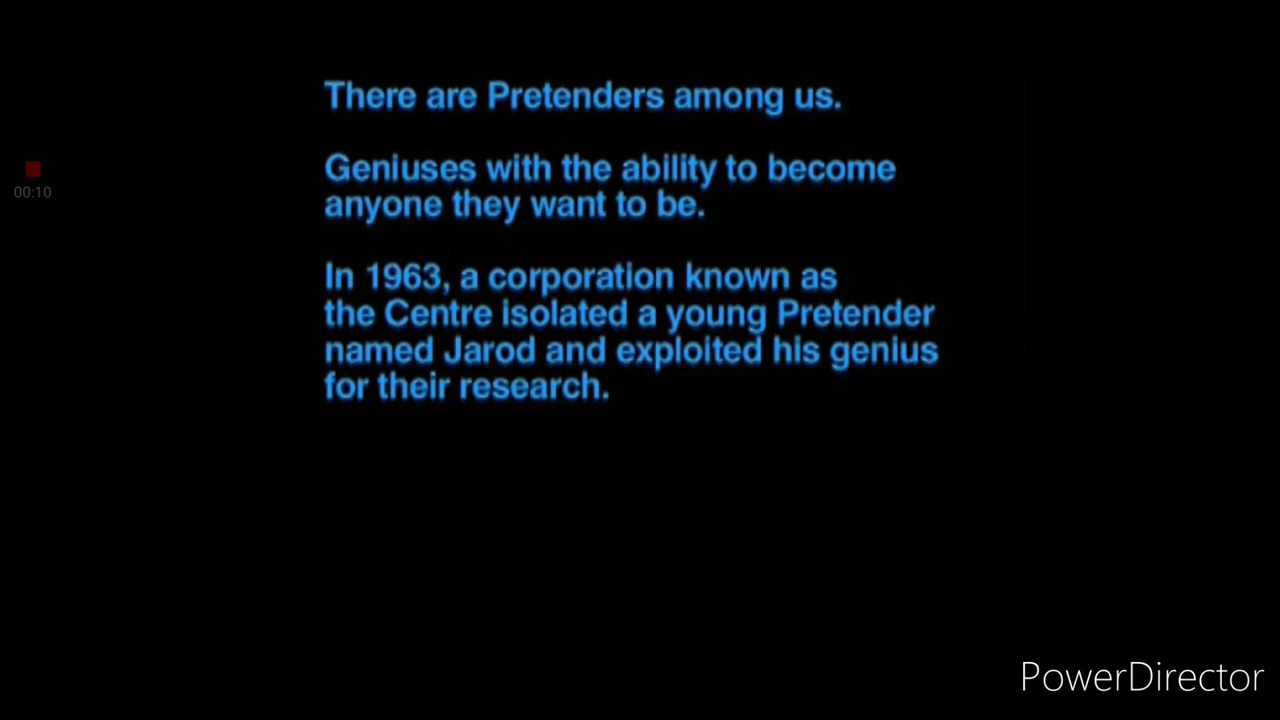 There are Pretenders among us.
Geniuses with the ability to become
anyone they want to be.
In 1963, a corporation known as
the Centre isolated a young Pretender
named Jarod and exploited his genius
for their research.
00:10
PowerDirector